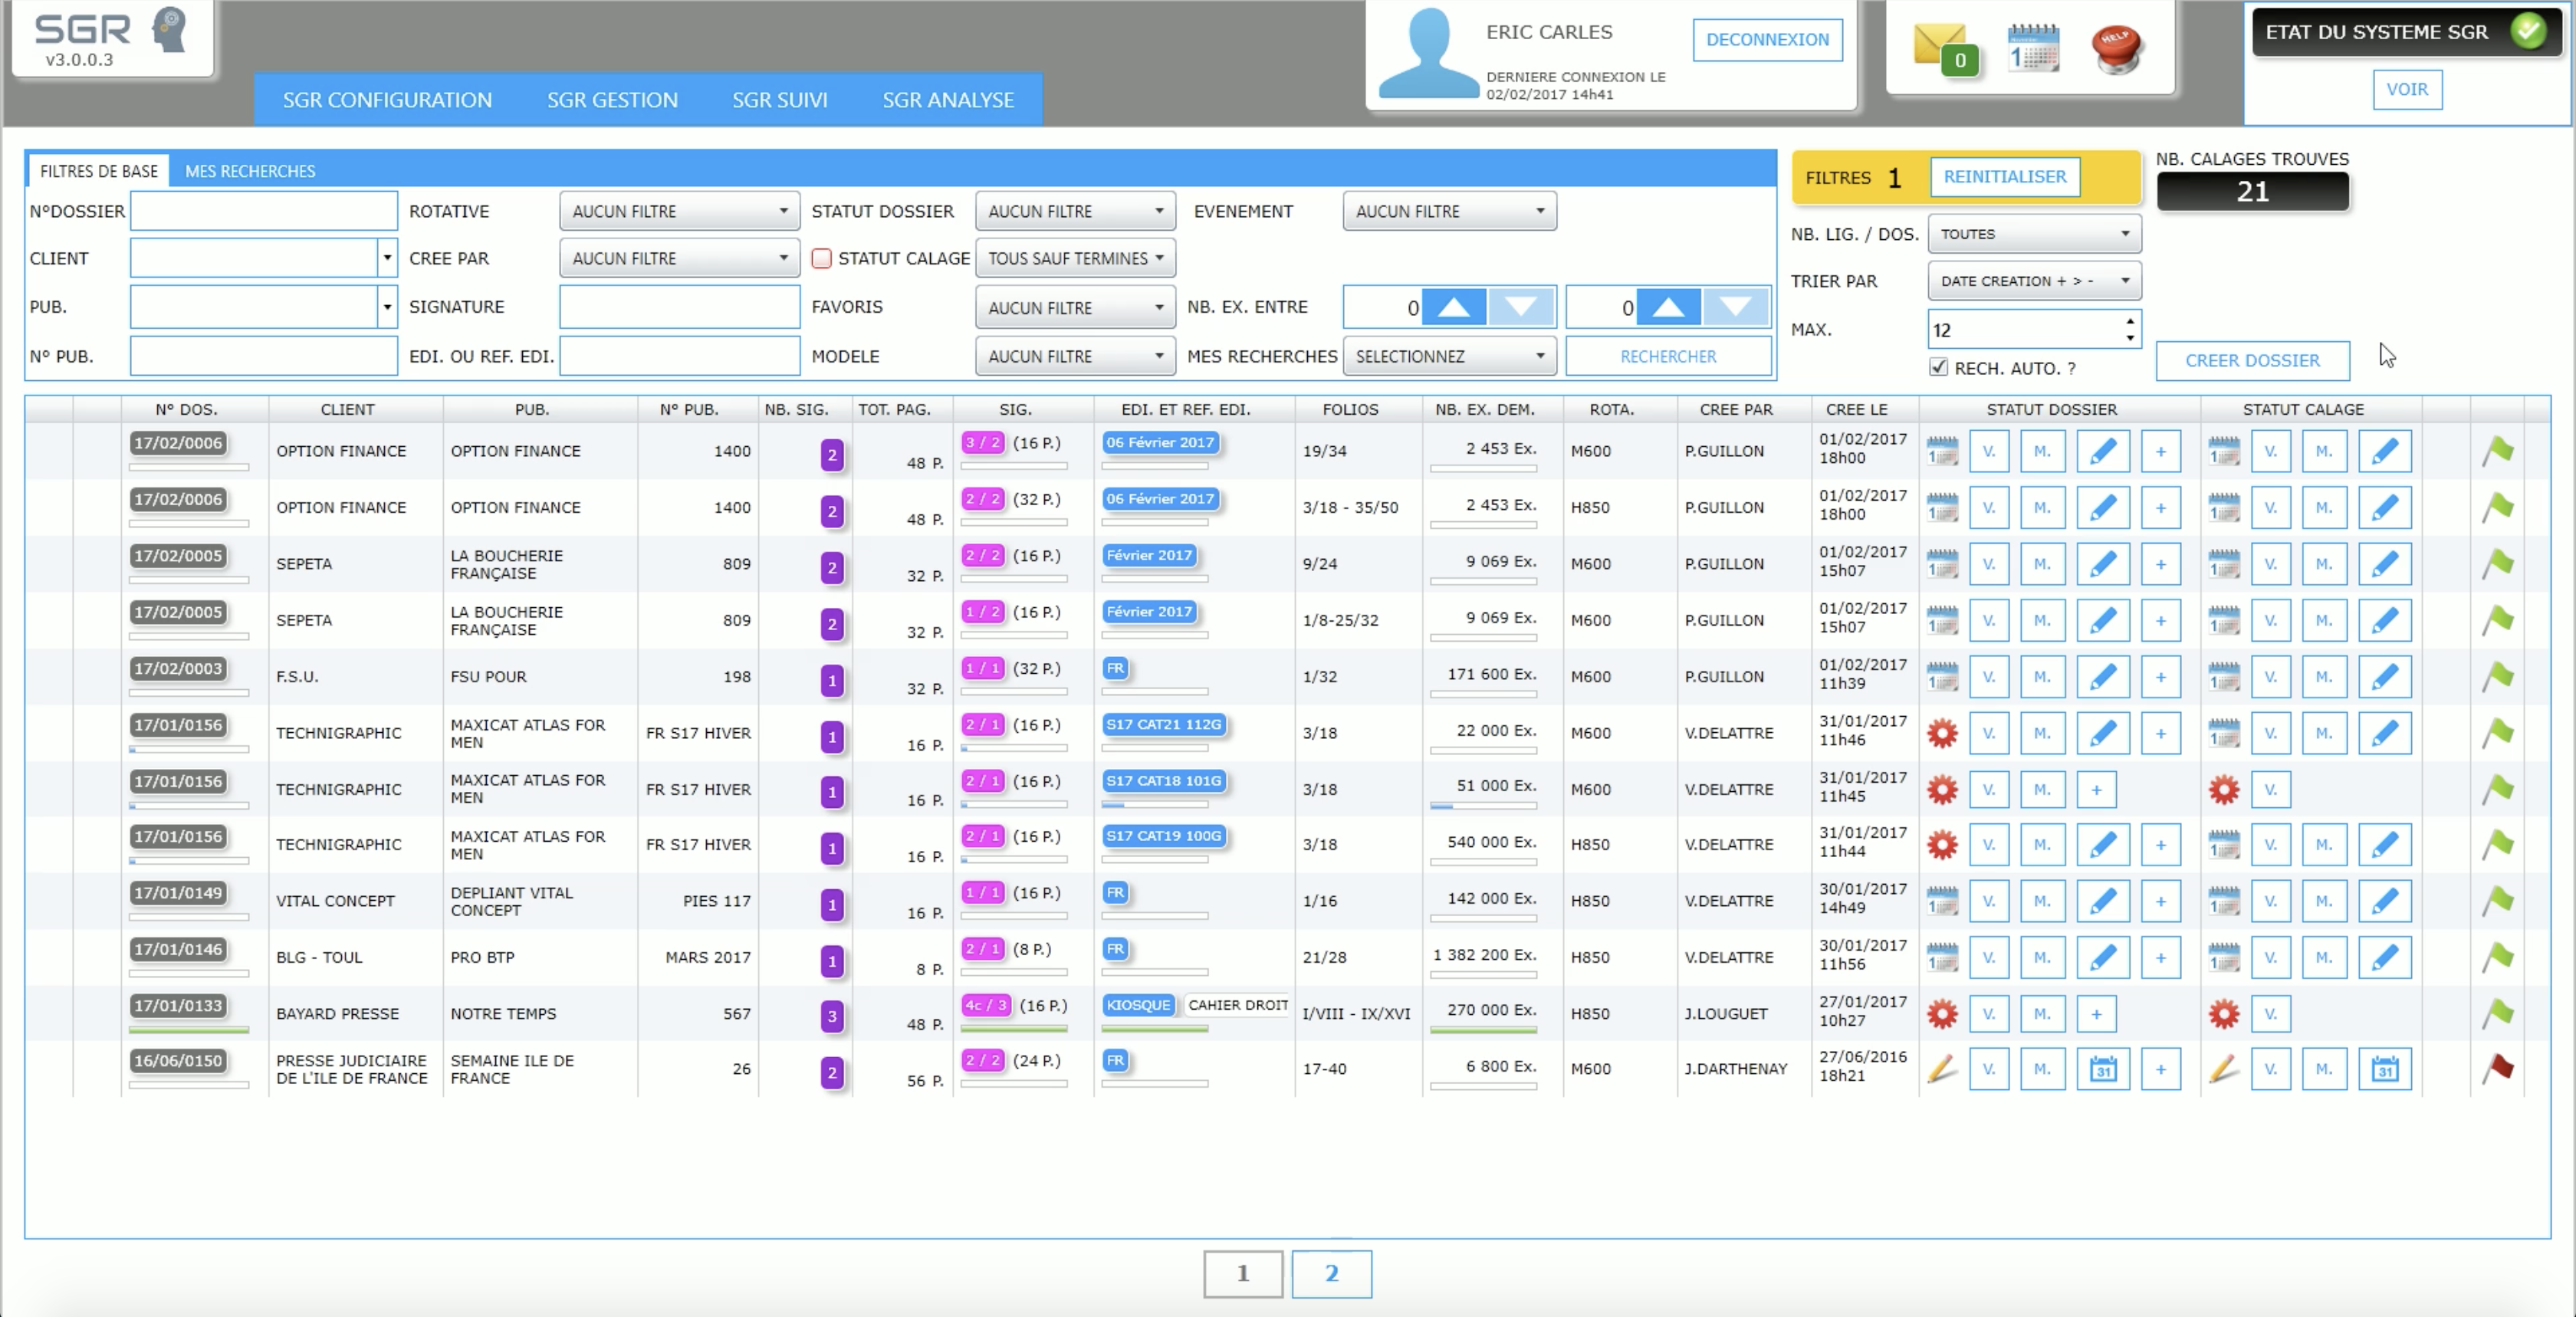 SGR
v3.0.0.3
SGR CONFIGURATION SGR GESTION SGR SUIVI SGR ANALYSE
ERIC CARLES
DECONNEXION
DERNIERE CONNEXION LE
02/02/2017 14h41
0
1
HELP
ETAT DU SYSTEME SGR
VOIR
FILTRES DE BASE MES RECHERCHES
N°DOSSIER ROTATIVE AUCUN FILTRE STATUT DOSSIER AUCUN FILTRE EVENEMENT AUCUN FILTRE
CLIENT CREE PAR AUCUN FILTRE STATUT CALAGE TOUS SAUF TERMINES
PUB. SIGNATURE FAVORIS AUCUN FILTRE NB. EX. ENTRE 0 0
N° PUB. EDI. OU REF. EDI. MODELE AUCUN FILTRE MES RECHERCHES SELECTIONNEZ RECHERCHER
FILTRES 1 REINITIALISER
NB. CALAGES TROUVES
21
NB. LIG. / DOS. TOUTES
TRIER PAR DATE CREATION + > -
MAX. 12
RECH. AUTO. ?
CREER DOSSIER
N° DOS. CLIENT PUB. N° PUB. NB. SIG. TOT. PAG. SIG. EDI. ET REF. EDI. FOLIOS NB. EX. DEM. ROTA. CREE PAR CREE LE STATUT DOSSIER STATUT CALAGE
17/02/0006 OPTION FINANCE OPTION FINANCE 1400 2 48 P. 3 / 2 (16 P.) 06 Février 2017 19/34 2 453 Ex. M600 P.GUILLON 01/02/2017 18h00 1 V. M. + 1 V. M.
17/02/0006 OPTION FINANCE OPTION FINANCE 1400 2 48 P. 2 / 2 (32 P.) 06 Février 2017 3/18 - 35/50 2 453 Ex. H850 P.GUILLON 01/02/2017 18h00 1 V. M. + 1 V. M.
17/02/0005 SEPETA LA BOUCHERIE FRANÇAISE 809 2 32 P. 2 / 2 (16 P.) Février 2017 9/24 9 069 Ex. M600 P.GUILLON 01/02/2017 15h07 1 V. M. + 1 V. M.
17/02/0005 SEPETA LA BOUCHERIE FRANÇAISE 809 2 32 P. 1 / 2 (16 P.) Février 2017 1/8-25/32 9 069 Ex. M600 P.GUILLON 01/02/2017 15h07 1 V. M. + 1 V. M.
17/02/0003 F.S.U. FSU POUR 198 1 32 P. 1 / 1 (32 P.) FR 1/32 171 600 Ex. M600 P.GUILLON 01/02/2017 11h39 1 V. M. + 1 V. M.
17/01/0156 TECHNIGRAPHIC MAXICAT ATLAS FOR MEN FR S17 HIVER 1 16 P. 2 / 1 (16 P.) S17 CAT21 112G 3/18 22 000 Ex. M600 V.DELATTRE 31/01/2017 11h46 V. M. + 1 V. M.
17/01/0156 TECHNIGRAPHIC MAXICAT ATLAS FOR MEN FR S17 HIVER 1 16 P. 2 / 1 (16 P.) S17 CAT18 101G 3/18 51 000 Ex. M600 V.DELATTRE 31/01/2017 11h45 V. M. + V.
17/01/0156 TECHNIGRAPHIC MAXICAT ATLAS FOR MEN FR S17 HIVER 1 16 P. 2 / 1 (16 P.) S17 CAT19 100G 3/18 540 000 Ex. H850 V.DELATTRE 31/01/2017 11h44 V. M. + 1 V. M.
17/01/0149 VITAL CONCEPT DEPLIANT VITAL CONCEPT PIES 117 1 16 P. 1 / 1 (16 P.) FR 1/16 142 000 Ex. H850 V.DELATTRE 30/01/2017 14h49 1 V. M. + 1 V. M.
17/01/0146 BLG - TOUL PRO BTP MARS 2017 1 8 P. 2 / 1 (8 P.) FR 21/28 1 382 200 Ex. H850 V.DELATTRE 30/01/2017 11h56 1 V. M. + 1 V. M.
17/01/0133 BAYARD PRESSE NOTRE TEMPS 567 3 48 P. 4c / 3 (16 P.) KIOSQUE CAHIER DROIT I/VIII - IX/XVI 270 000 Ex. H850 J.LOUGUET 27/01/2017 10h27 V. M. + V.
16/06/0150 PRESSE JUDICIAIRE DE L'ILE DE FRANCE SEMAINE ILE DE FRANCE 26 2 56 P. 2 / 2 (24 P.) FR 17-40 6 800 Ex. M600 J.DARTHENAY 27/06/2016 18h21 V. M. 31 + V. M. 31
1 2